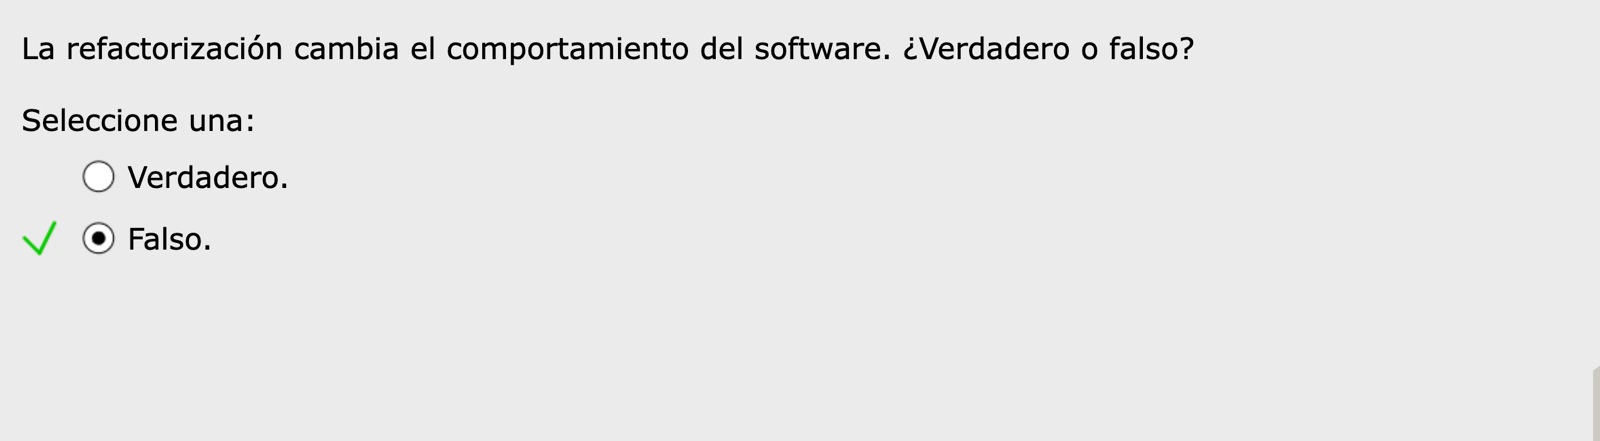 La refactorización cambia el comportamiento del software. ¿Verdadero o falso?
Seleccione una:
Verdadero.
Falso.